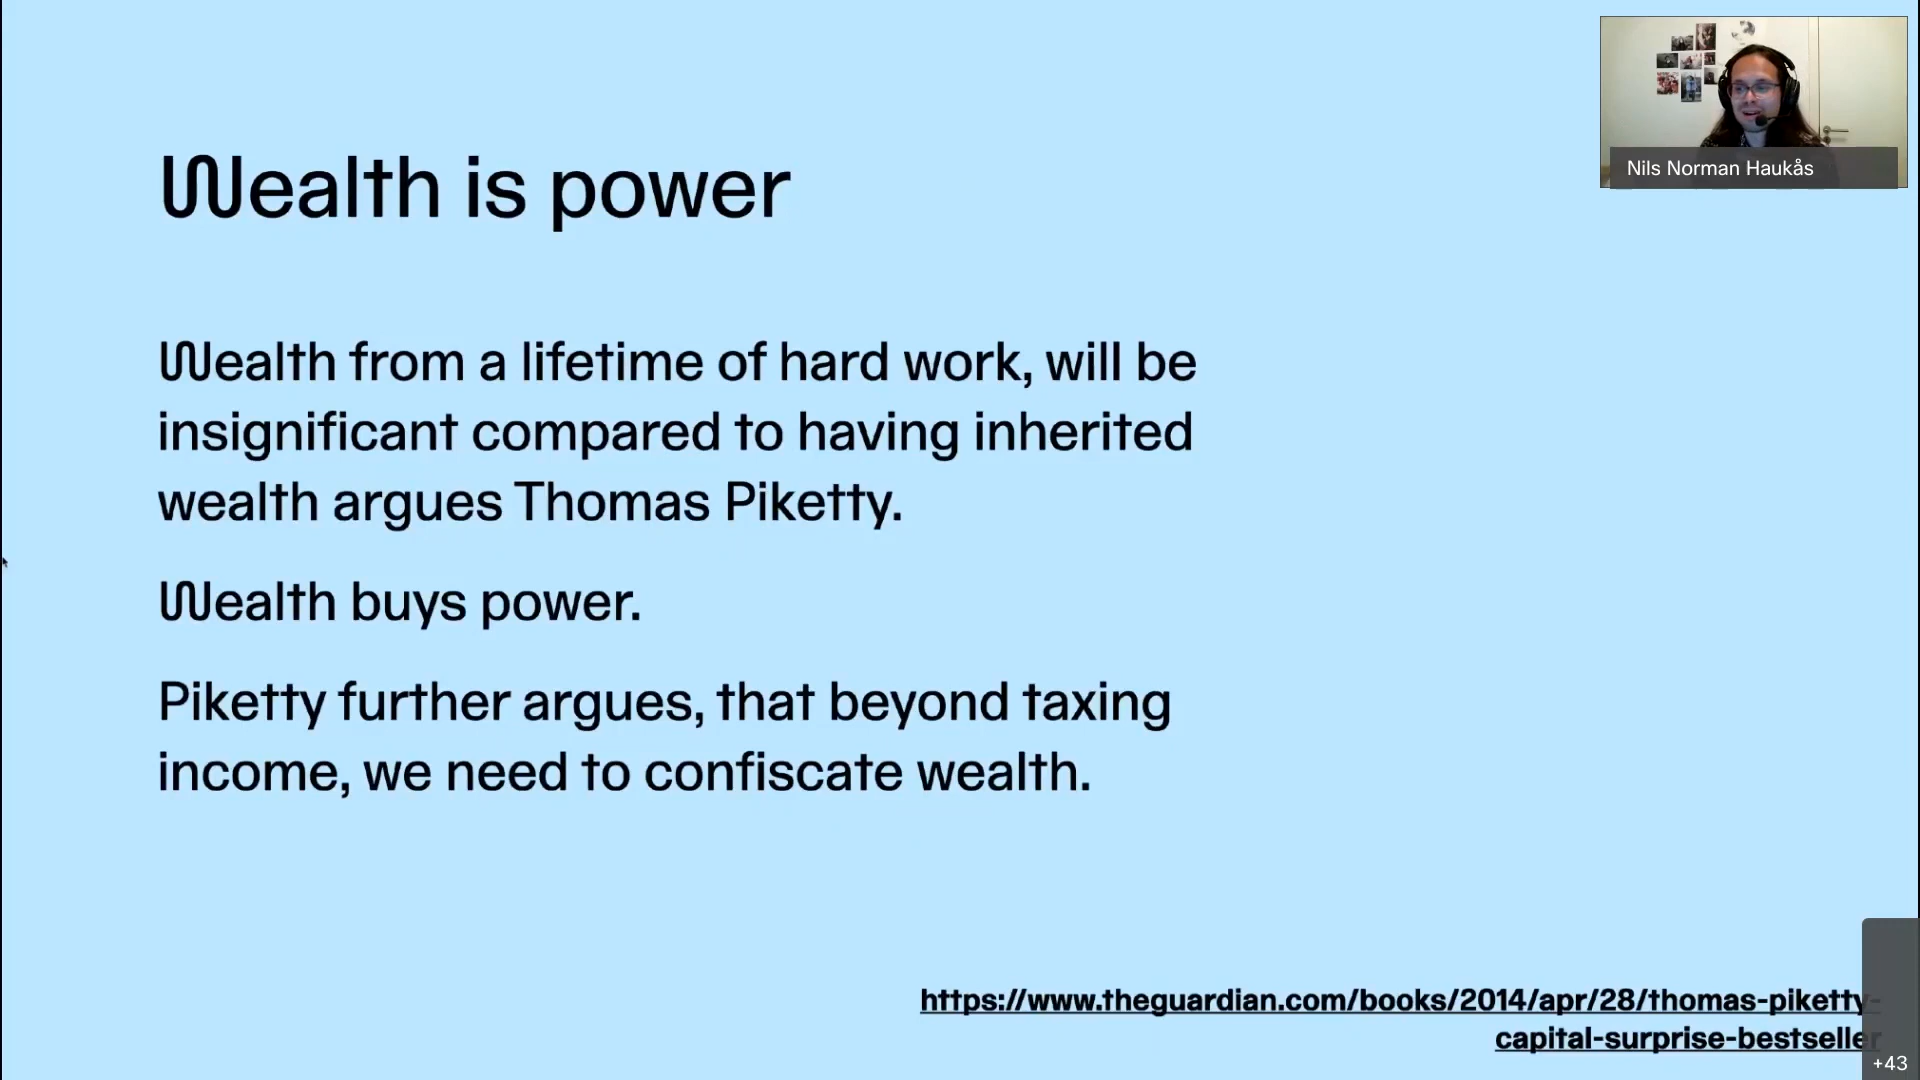 Wealth is power
Nils Norman Haukås
Wealth from a lifetime of hard work, will be
insignificant compared to having inherited
wealth argues Thomas Piketty.
Wealth buys power.
Piketty further argues, that beyond taxing
income, we need to confiscate wealth.
https://www.theguardian.com/books/2014/apr/28/thomas-piketty-
capital-surprise-bestseller
+43